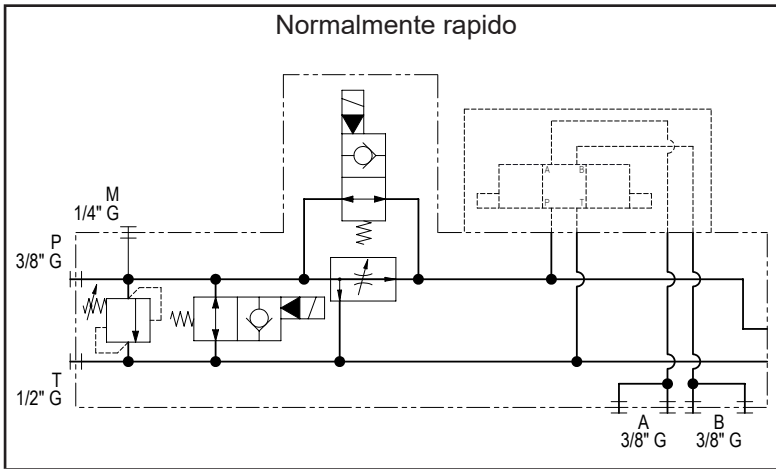 Normalmente rapido
M
1/4" G
P
3/8" G
A
B
P
T
T
1/2" G
A
3/8" G
B
3/8" G